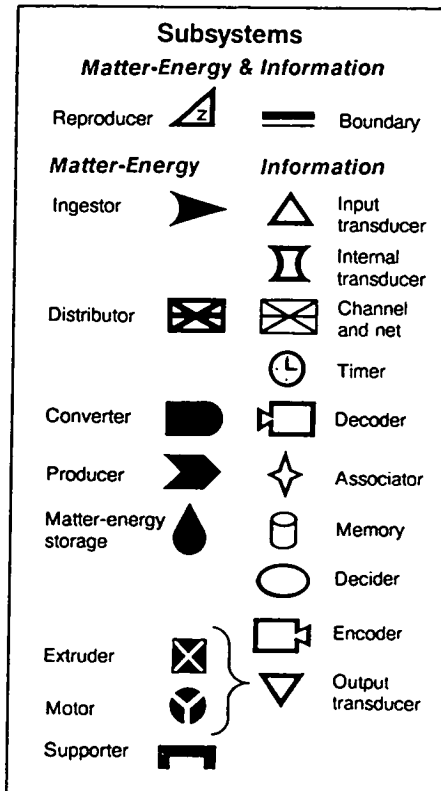 Subsystems
Matter-Energy & Information
Reproducer Z Boundary
Matter-Energy Information
Ingestor Input
transducer
Internal
transducer
Distributor Channel
and net
Timer
Converter Decoder
Producer Associator
Matter-energy
storage Memory
Decider
Encoder
Extruder
Output
transducer
Motor
Supporter